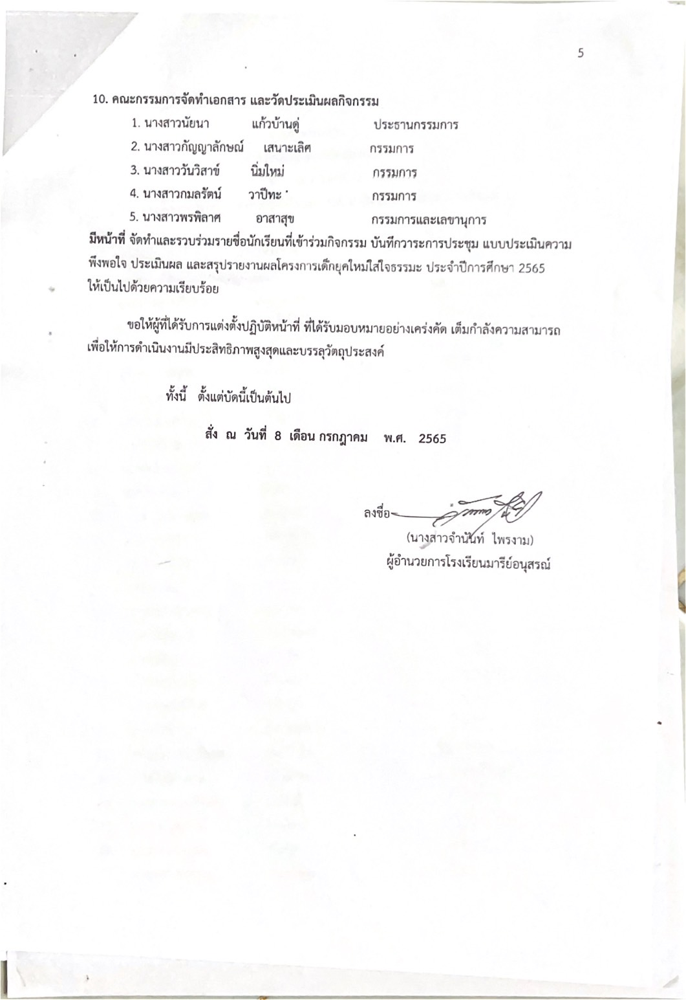 5
10. คณะกรรมการจัดทำเอกสาร และวัดประเมินผลกิจกรรม
1. นางสาวนัยนา แก้วบ้านดู่ ประธานกรรมการ
2. นางสาวกัญญาลักษณ์ เสนาะเลิศ กรรมการ
3. นางสาววันวิสาข์ นิ่มใหม่ กรรมการ
4. นางสาวกมลรัตน์ วาปีทะ กรรมการ
5. นางสาวพรพิลาศ อาสาสุข กรรมการและเลขานุการ
มีหน้าที่ จัดทำและรวบร่วมรายชื่อนักเรียนที่เข้าร่วมกิจกรรม บันทึกวาระการประชุม แบบประเมินความ
พึงพอใจ ประเมินผล และสรุปรายงานผลโครงการเด็กยุคใหม่ใส่ใจธรรมะ ประจำปีการศึกษา 2565
ให้เป็นไปด้วยความเรียบร้อย
ขอให้ผู้ที่ได้รับการแต่งตั้งปฏิบัติหน้าที่ ที่ได้รับมอบหมายอย่างเคร่งคัด เต็มกำลังความสามารถ
เพื่อให้การดำเนินงานมีประสิทธิภาพสูงสุดและบรรลุวัตถุประสงค์
ทั้งนี้ ตั้งแต่บัดนี้เป็นต้นไป
สั่ง ณ วันที่ 8 เดือน กรกฎาคม พ.ศ. 2565
ลงชื่อ
(นางสาวจำนันท์ ไพรงาม)
ผู้อำนวยการโรงเรียนมารีย์อนุสรณ์